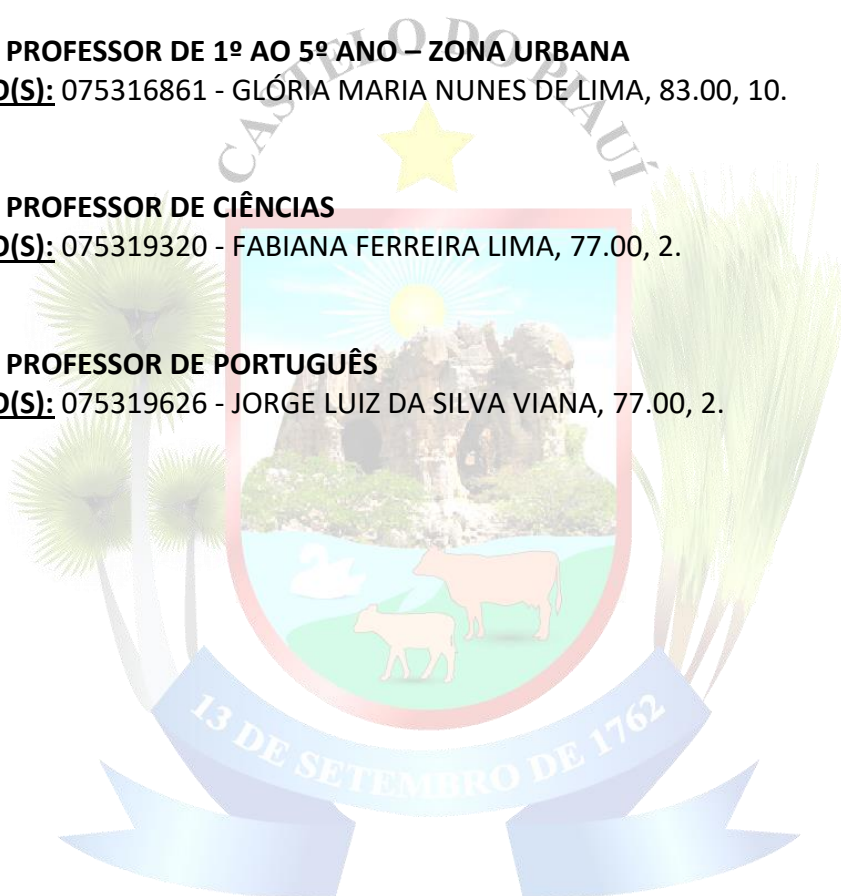 CASTELO DO PIAUÍ
PROFESSOR DE 1º AO 5º ANO – ZONA URBANA
O(S): 075316861 - GLÓRIA MARIA NUNES DE LIMA, 83.00, 10.
PROFESSOR DE CIÊNCIAS
O(S): 075319320 - FABIANA FERREIRA LIMA, 77.00, 2.
PROFESSOR DE PORTUGUÊS
O(S): 075319626 - JORGE LUIZ DA SILVA VIANA, 77.00, 2.
13 DE SETEMBRO DE 1762